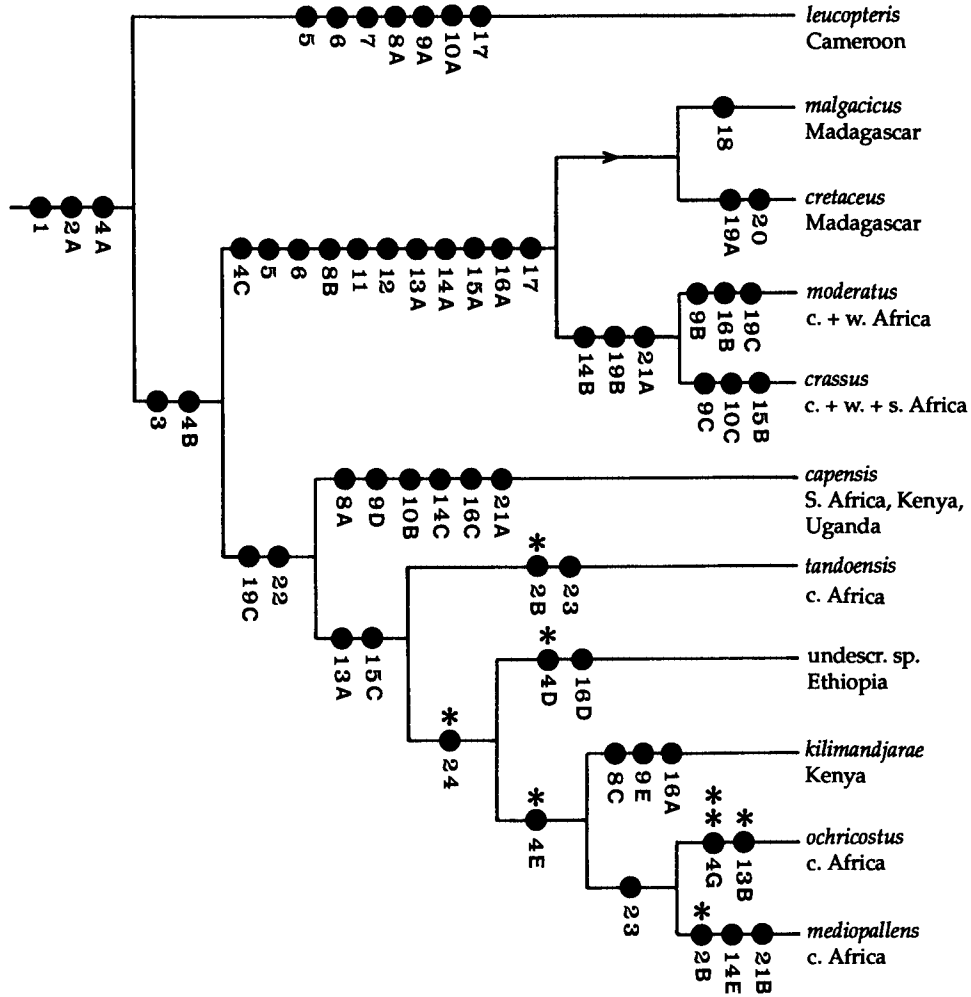 leucopteris
Cameroon
5 6 7 8A 9A 10A 17
malgacicus
Madagascar
18
cretaceus
Madagascar
19A 20
1 2A 4A
4C 5 6 8B 11 12 13A 14A 15A 16A 17
moderatus
c. + w. Africa
9B 16B 19C
14B 19B 21A
crassus
c. + w. + s. Africa
9C 10C 15B
3 4B
capensis
S. Africa, Kenya,
Uganda
8A 9D 10B 14C 16C 21A
19C 22
*
tandoensis
c. Africa
2B 23
13A 15C
*
undescr. sp.
Ethiopia
4D 16D
*
24
kilimandjarae
Kenya
8C 9E 16A
*
4E
* * *
ochricostus
c. Africa
4G 13B
23
*
mediopallens
c. Africa
2B 14E 21B